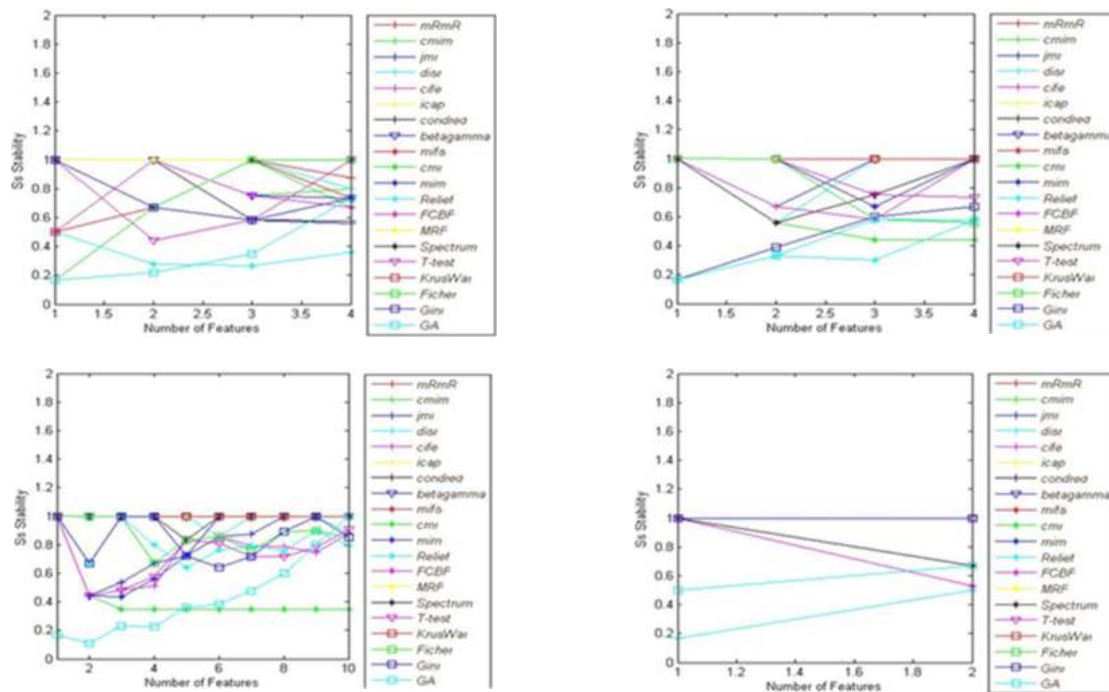 2
1.8
1.6
1.4
1.2
1
0.8
0.6
0.4
0.2
0
Ss Stability
1 1.5 2 2.5 3 3.5 4
Number of Features
mRmR
cmim
jmi
disr
cife
icap
condred
betagamma
mifs
cmi
mim
Relief
FCBF
MRF
Spectrum
T-test
KrusWal
Ficher
Gini
GA
2
1.8
1.6
1.4
1.2
1
0.8
0.6
0.4
0.2
0
Ss Stability
1 1.5 2 2.5 3 3.5 4
Number of Features
mRmR
cmim
jmi
disr
cife
icap
condred
betagamma
mifs
cmi
mim
Relief
FCBF
MRF
Spectrum
T-test
KrusWal
Ficher
Gini
GA
2
1.8
1.6
1.4
1.2
1
0.8
0.6
0.4
0.2
0
Ss Stability
2 4 6 8 10
Number of Features
mRmR
cmim
jmi
disr
cife
icap
condred
betagamma
mifs
cmi
mim
Relief
FCBF
MRF
Spectrum
T-test
KrusWal
Ficher
Gini
GA
2
1.8
1.6
1.4
1.2
1
0.8
0.6
0.4
0.2
0
Ss Stability
1 1.2 1.4 1.6 1.8 2
Number of Features
mRmR
cmim
jmi
disr
cife
icap
condred
betagamma
mifs
cmi
mim
Relief
FCBF
MRF
Spectrum
T-test
KrusWal
Ficher
Gini
GA